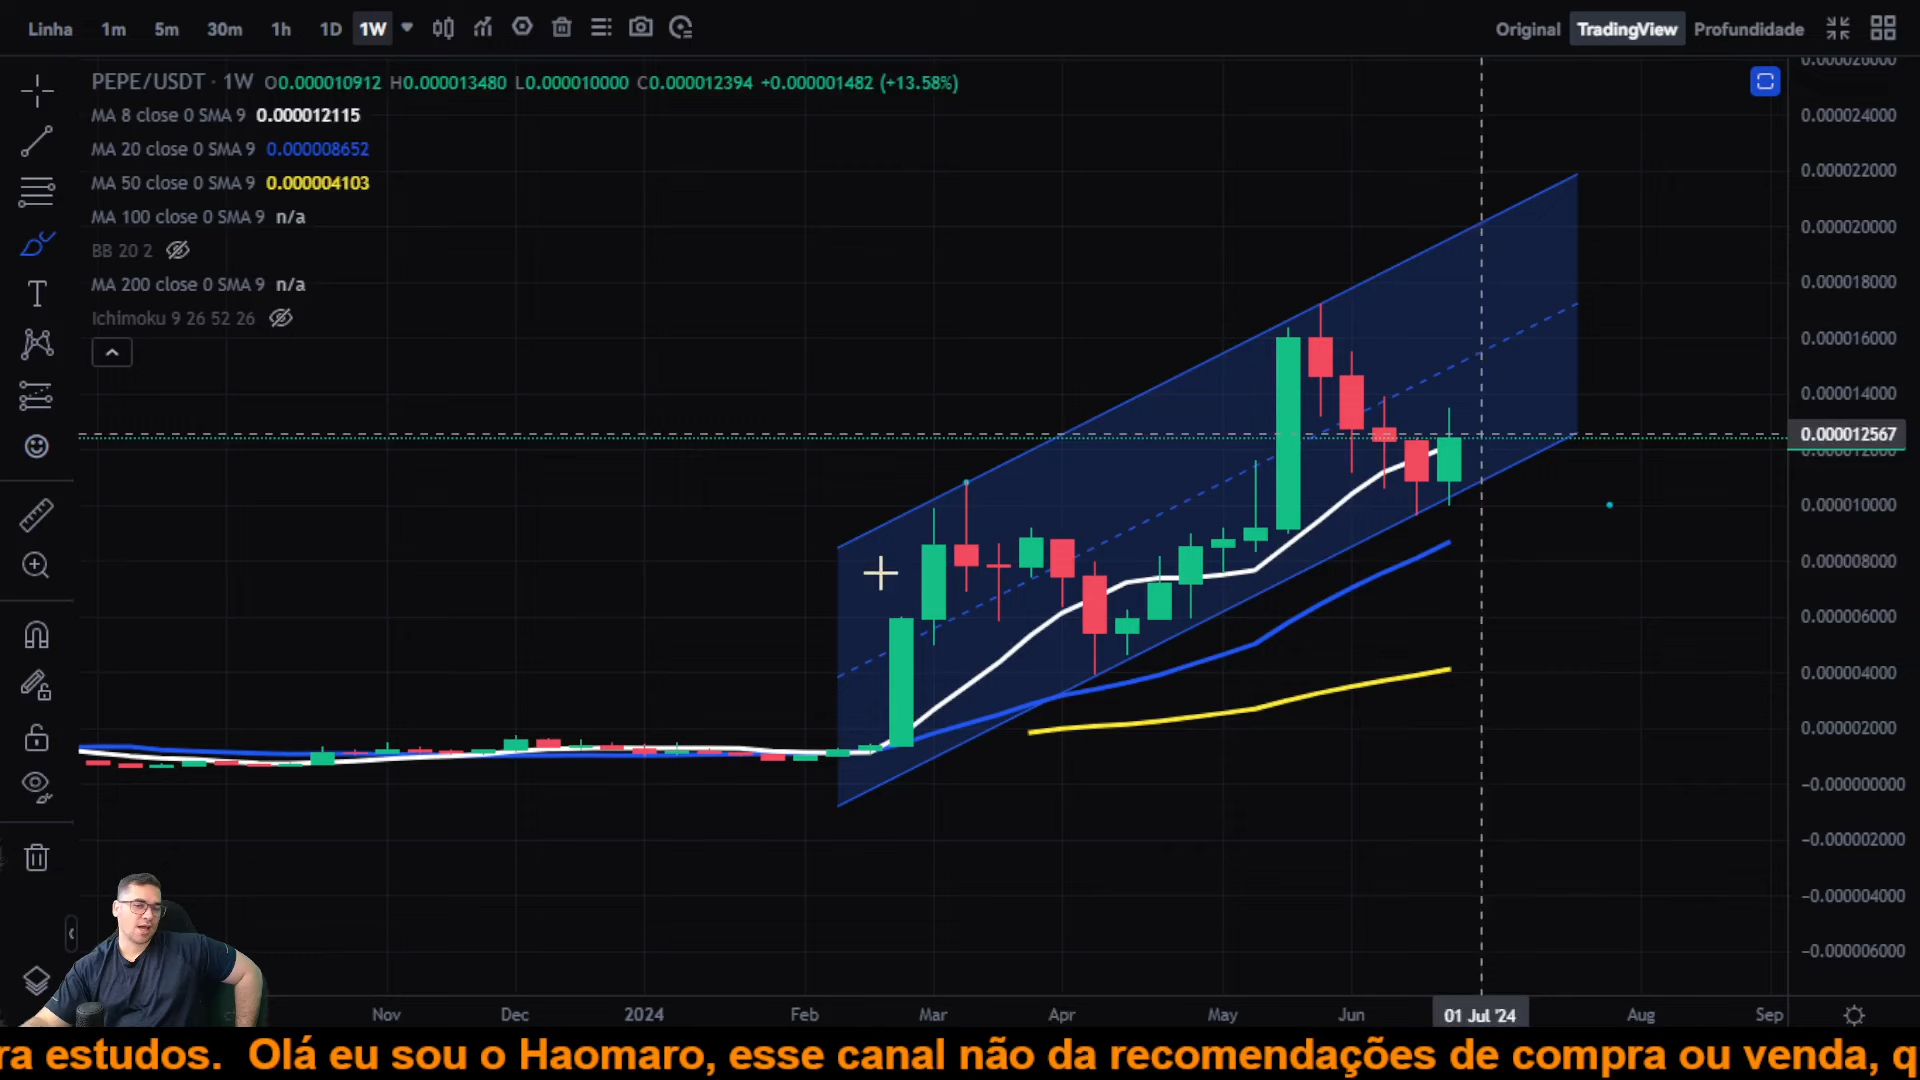 Linha 1m 5m 30m 1h 1D 1W Original TradingView Profundidade
PEPE/USDT · 1W O0.000010912 H0.000013480 L0.000010000 C0.000012394 +0.000001482 (+13.58%)
MA 8 close 0 SMA 9 0.000012115
MA 20 close 0 SMA 9 0.000008652
MA 50 close 0 SMA 9 0.000004103
MA 100 close 0 SMA 9 n/a
BB 20 2
MA 200 close 0 SMA 9 n/a
Ichimoku 9 26 52 26
0.000026000
0.000024000
0.000022000
0.000020000
0.000018000
0.000016000
0.000014000
0.000012567
0.000012000
0.000010000
0.000008000
0.000006000
0.000004000
0.000002000
−0.000000000
−0.000002000
−0.000004000
−0.000006000
Nov Dec 2024 Feb Mar Apr May Jun 01 Jul '24 Aug Sep
ra estudos. Olá eu sou o Haomaro, esse canal não da recomendações de compra ou venda, q